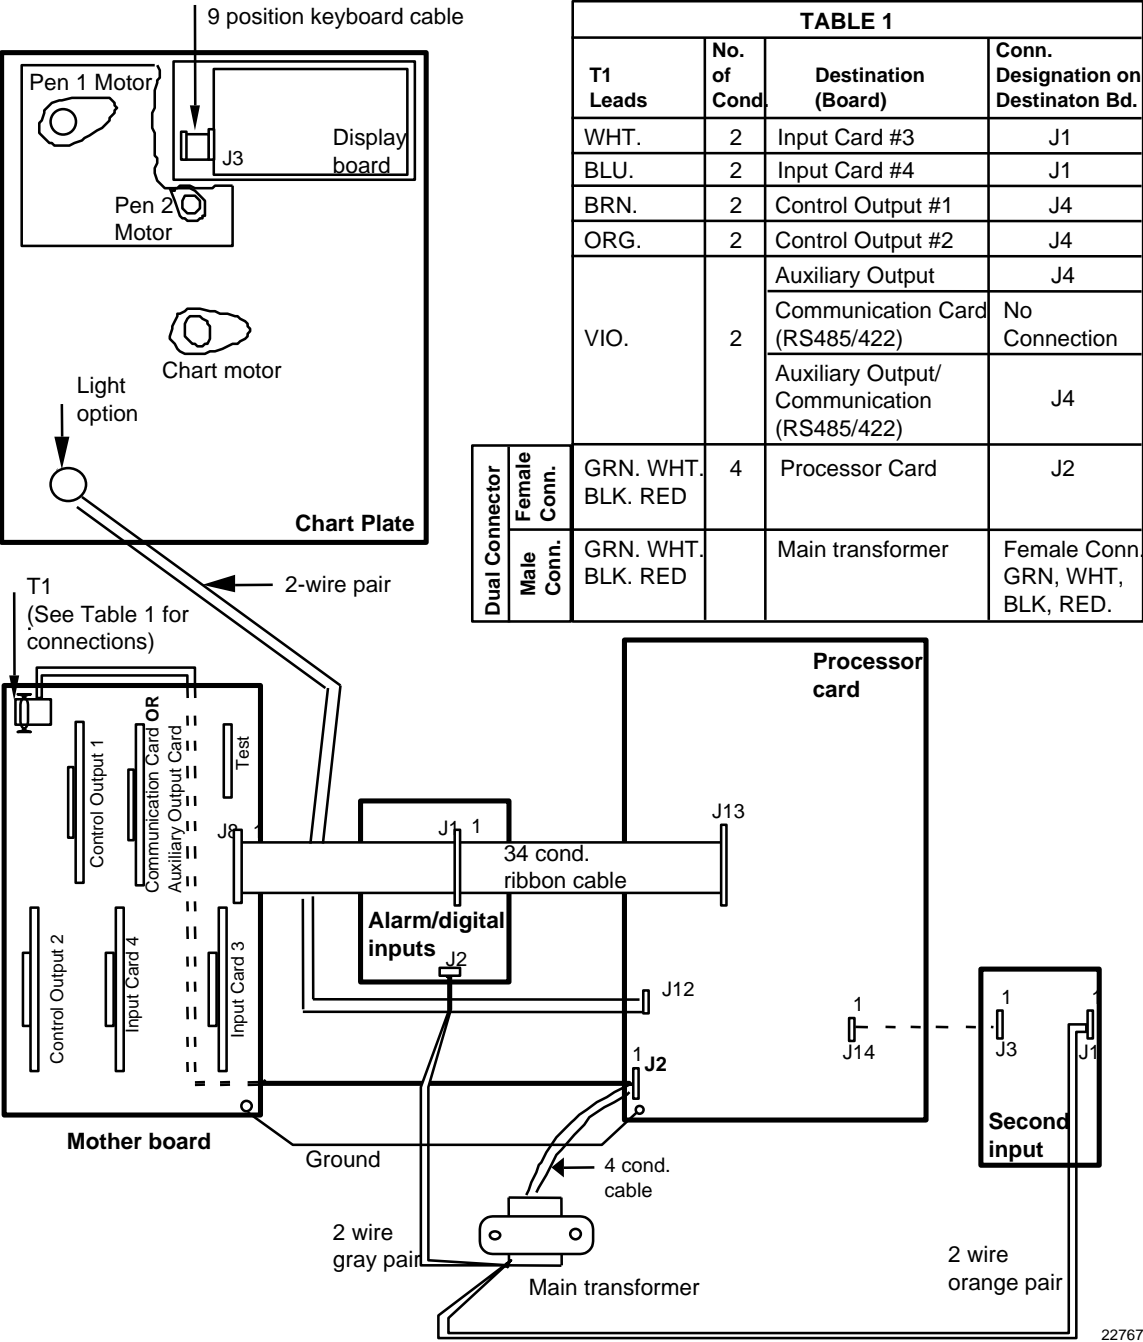 9 position keyboard cable
Pen 1 Motor
J3
Display
board
Pen 2
Motor
Chart motor
Light
option
Chart Plate
2-wire pair
TABLE 1
T1
Leads
No.
of
Cond.
Destination
(Board)
Conn.
Designation on
Destinaton Bd.
WHT. 2 Input Card #3 J1
BLU. 2 Input Card #4 J1
BRN. 2 Control Output #1 J4
ORG. 2 Control Output #2 J4
VIO. 2
Auxiliary Output J4
Communication Card No
(RS485/422) Connection
Auxiliary Output/
Communication J4
(RS485/422)
Dual Connector
Female
Conn.
GRN. WHT. 4 Processor Card J2
BLK. RED
Male
Conn.
GRN. WHT. Main transformer Female Conn.
BLK. RED GRN, WHT,
BLK, RED.
T1
(See Table 1 for
connections)
Control Output 1
Communication Card OR
Auxiliary Output Card
Test
J8 1
Control Output 2
Input Card 4
Input Card 3
Mother board
J1 1
34 cond.
ribbon cable
Alarm/digital
inputs
J2
Processor
card
J13
J12
1
J14
1
J2
1
J3
1
J1
Second
input
Ground
4 cond.
cable
2 wire
gray pair
Main transformer
2 wire
orange pair
22767